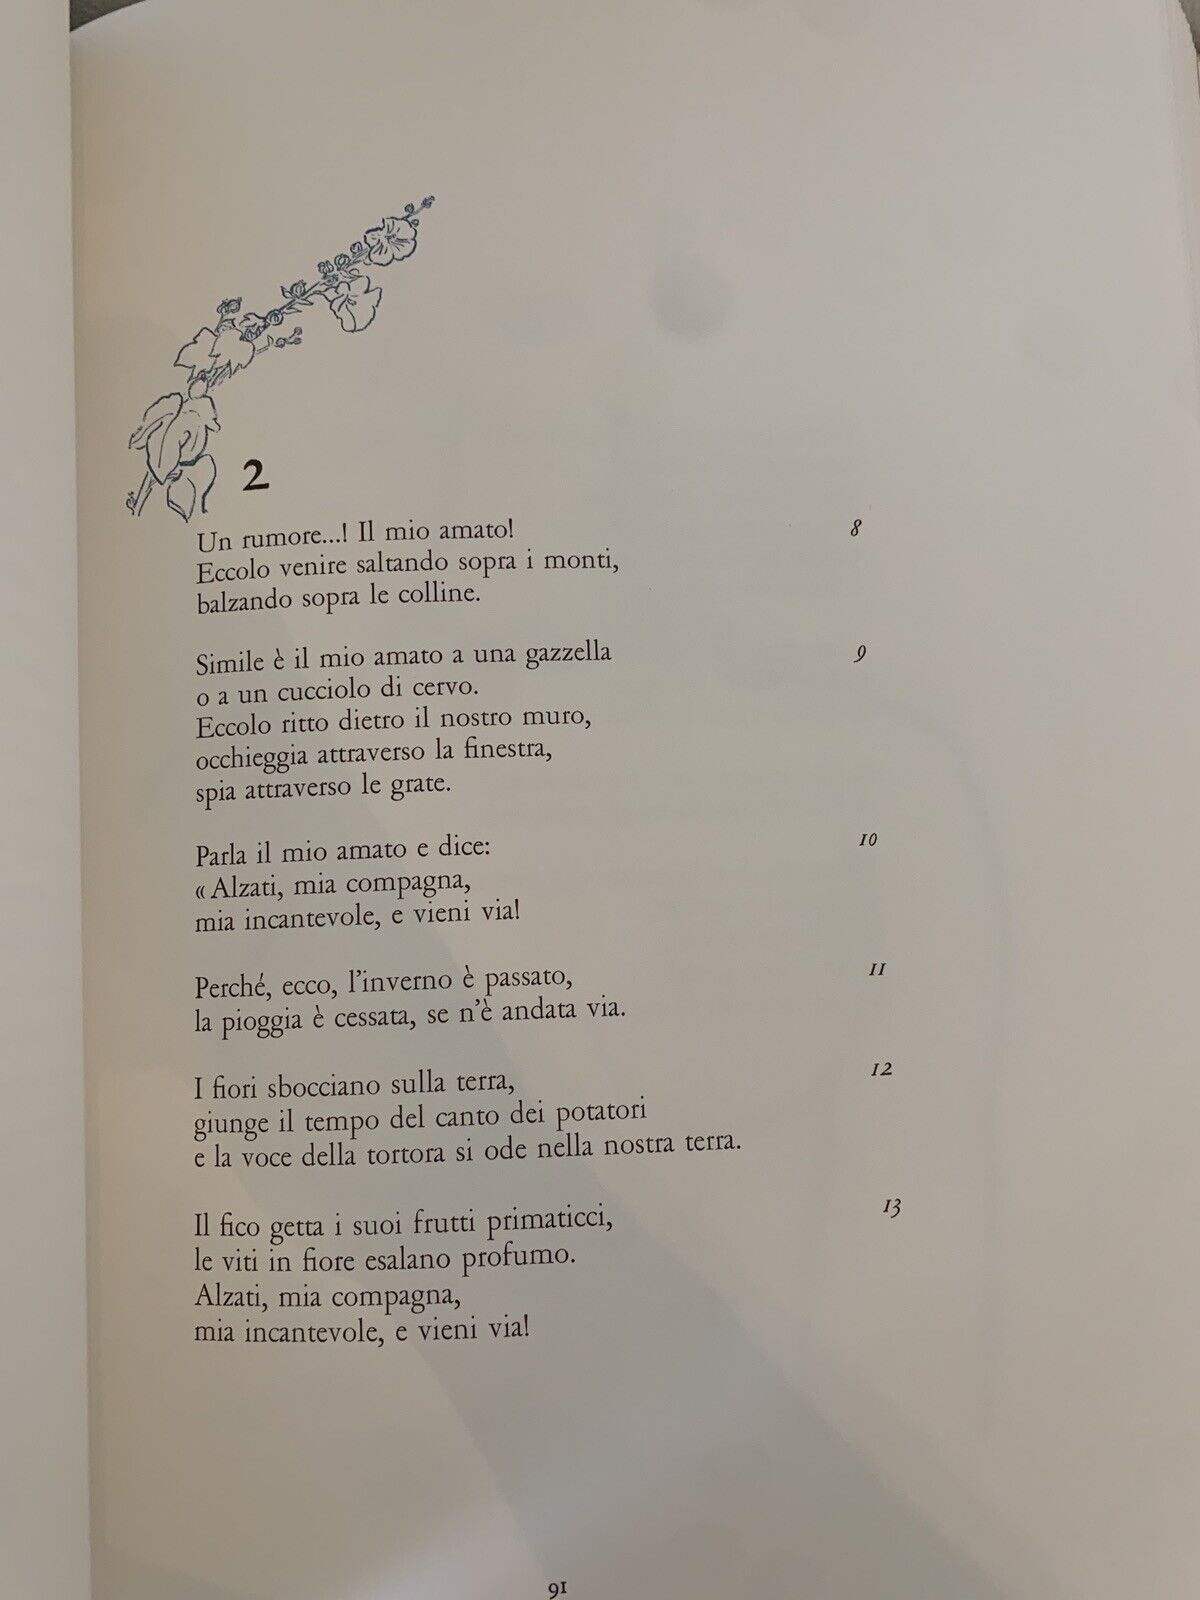 2
Un rumore...! Il mio amato! 8
Eccolo venire saltando sopra i monti,
balzando sopra le colline.
Simile è il mio amato a una gazzella 9
o a un cucciolo di cervo.
Eccolo ritto dietro il nostro muro,
occhieggia attraverso la finestra,
spia attraverso le grate.
Parla il mio amato e dice: 10
« Alzati, mia compagna,
mia incantevole, e vieni via!
Perché, ecco, l'inverno è passato, 11
la pioggia è cessata, se n'è andata via.
I fiori sbocciano sulla terra, 12
giunge il tempo del canto dei potatori
e la voce della tortora si ode nella nostra terra.
Il fico getta i suoi frutti primaticci, 13
le viti in fiore esalano profumo.
Alzati, mia compagna,
mia incantevole, e vieni via!
91